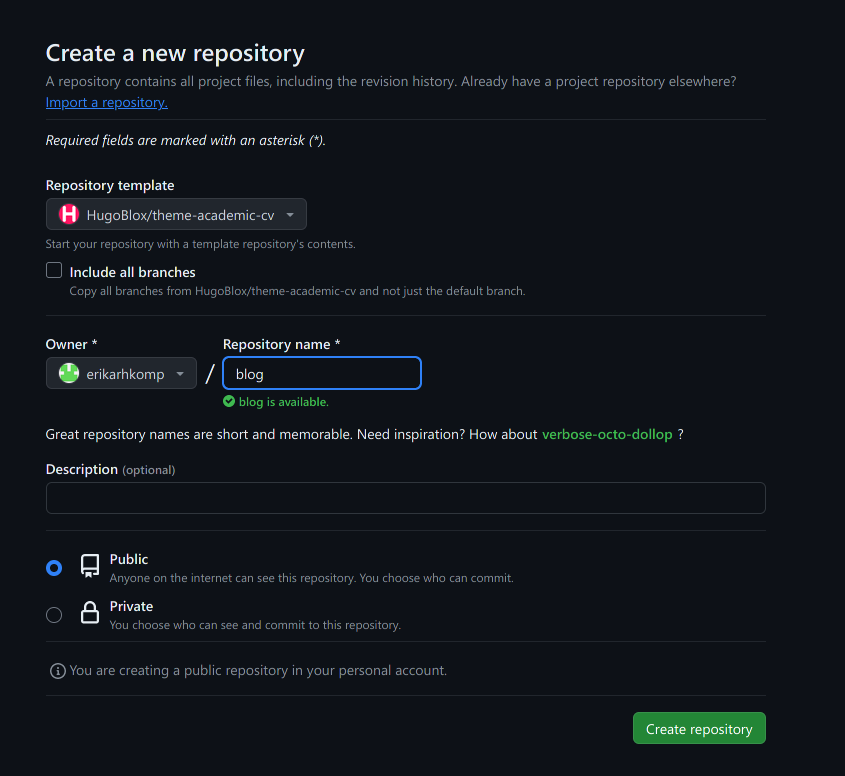 Create a new repository
A repository contains all project files, including the revision history. Already have a project repository elsewhere?
Import a repository.
Required fields are marked with an asterisk (*).
Repository template
H HugoBlox/theme-academic-cv
Start your repository with a template repository's contents.
Include all branches
Copy all branches from HugoBlox/theme-academic-cv and not just the default branch.
Owner * Repository name *
erikarhkomp / blog
blog is available.
Great repository names are short and memorable. Need inspiration? How about verbose-octo-dollop ?
Description (optional)
Public
Anyone on the internet can see this repository. You choose who can commit.
Private
You choose who can see and commit to this repository.
You are creating a public repository in your personal account.
Create repository